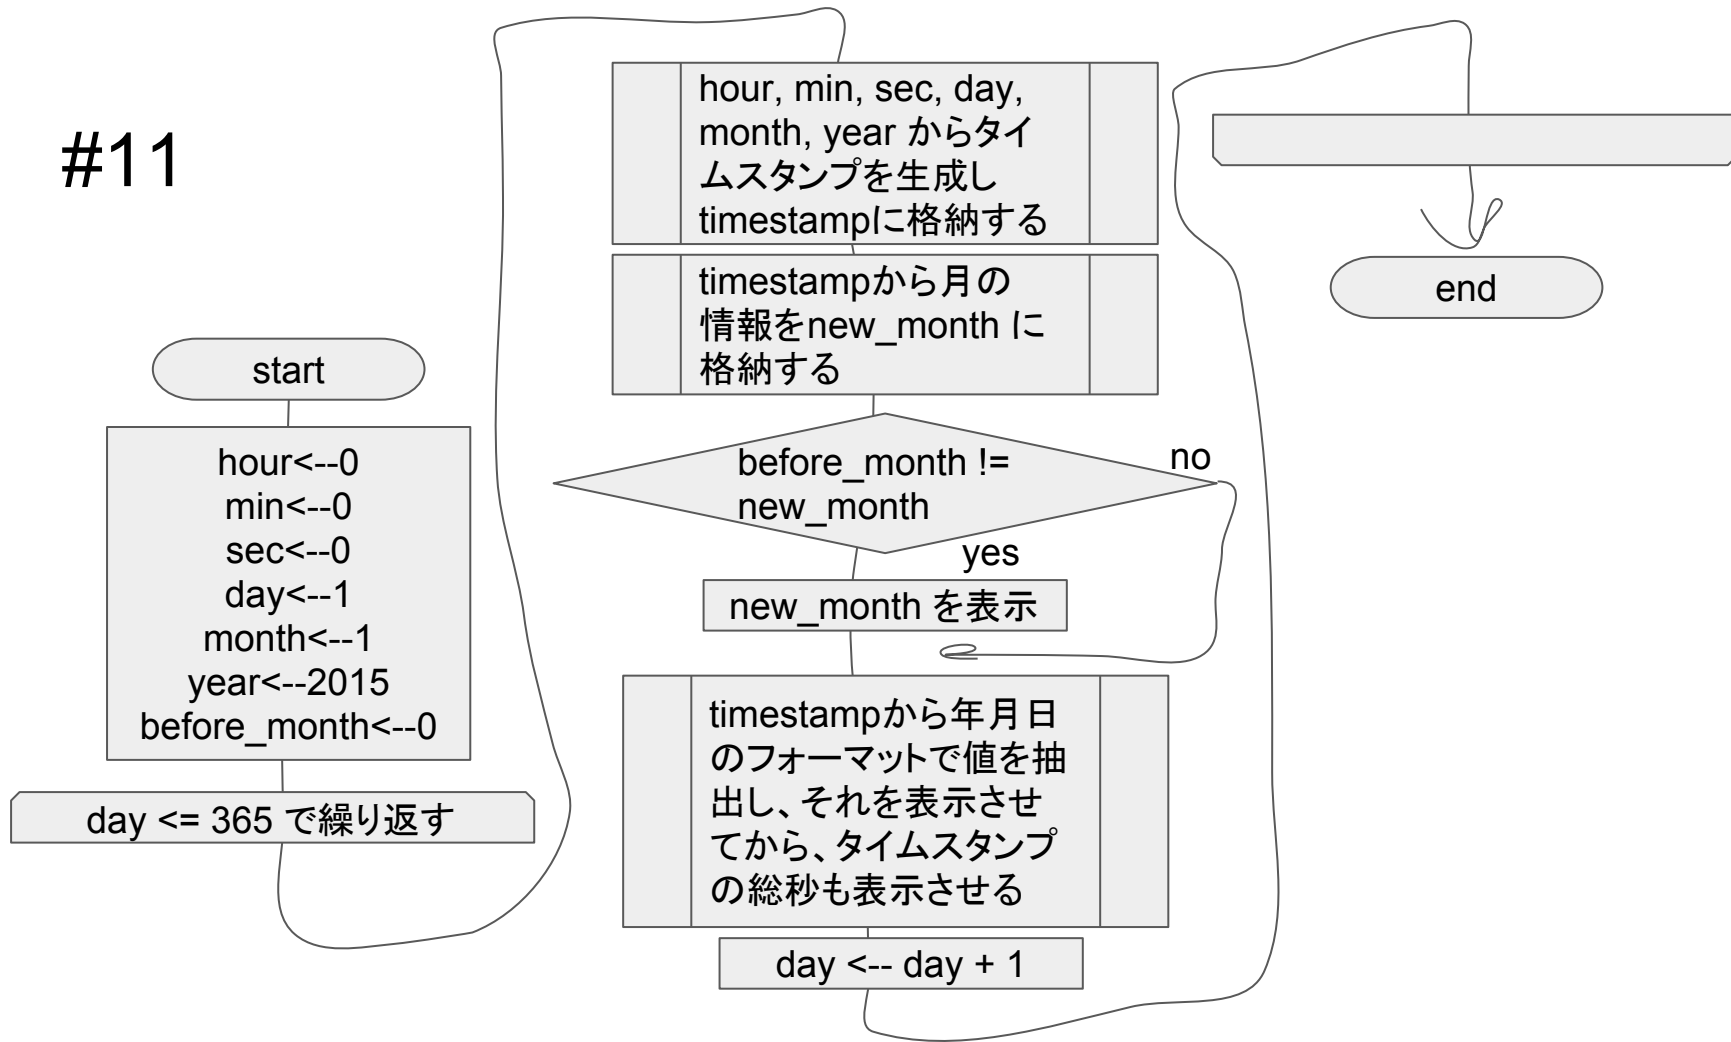 #11
start
hour<--0
min<--0
sec<--0
day<--1
month<--1
year<--2015
before_month<--0
day <= 365 で繰り返す
hour, min, sec, day,
month, year からタイ
ムスタンプを生成し
timestampに格納する
timestampから月の
情報をnew_month に
格納する
before_month !=
new_month
no
yes
new_month を表示
timestampから年月日
のフォーマットで値を抽
出し、それを表示させ
てから、タイムスタンプ
の総秒も表示させる
day <-- day + 1
end